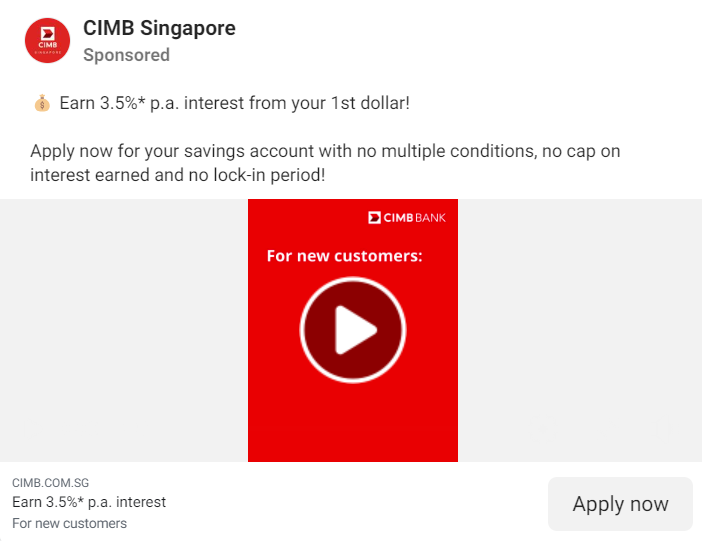 CIMB Singapore
CIMB
SINGAPORE
Sponsored
Earn 3.5%* p.a. interest from your 1st dollar!
Apply now for your savings account with no multiple conditions, no cap on
interest earned and no lock-in period!
CIMB BANK
For new customers:
CIMB.COM.SG
Earn 3.5%* p.a. interest
For new customers
Apply now